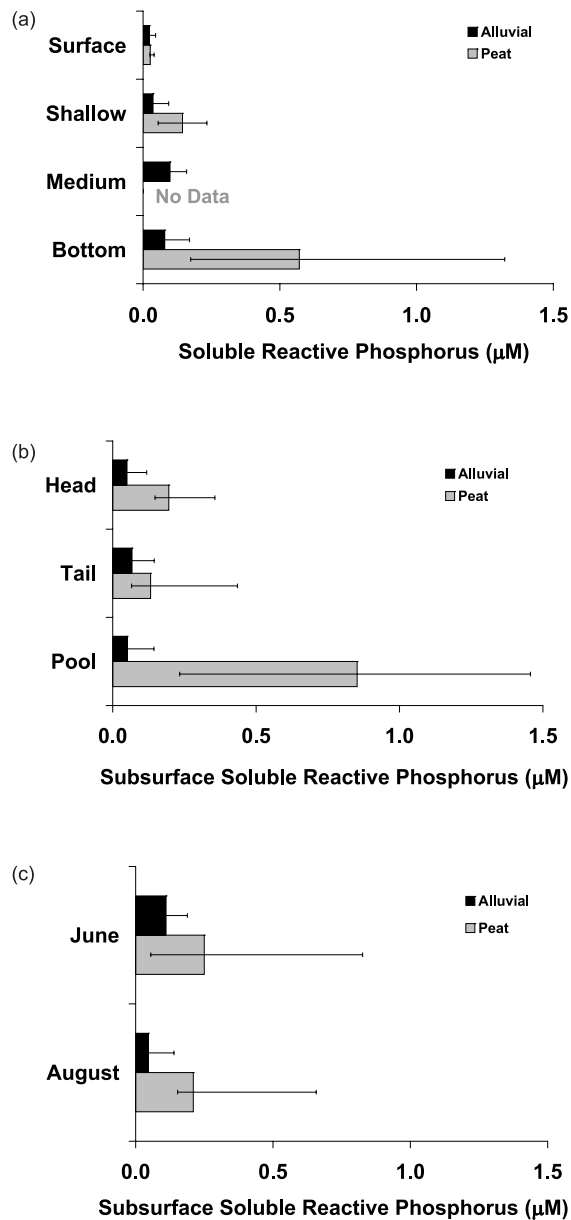 (a)
Alluvial
Peat
Surface
Shallow
Medium
No Data
Bottom
0.0 0.5 1.0 1.5
Soluble Reactive Phosphorus (µM)
(b)
Alluvial
Peat
Head
Tail
Pool
0.0 0.5 1.0 1.5
Subsurface Soluble Reactive Phosphorus (µM)
(c)
Alluvial
Peat
June
August
0.0 0.5 1.0 1.5
Subsurface Soluble Reactive Phosphorus (µM)